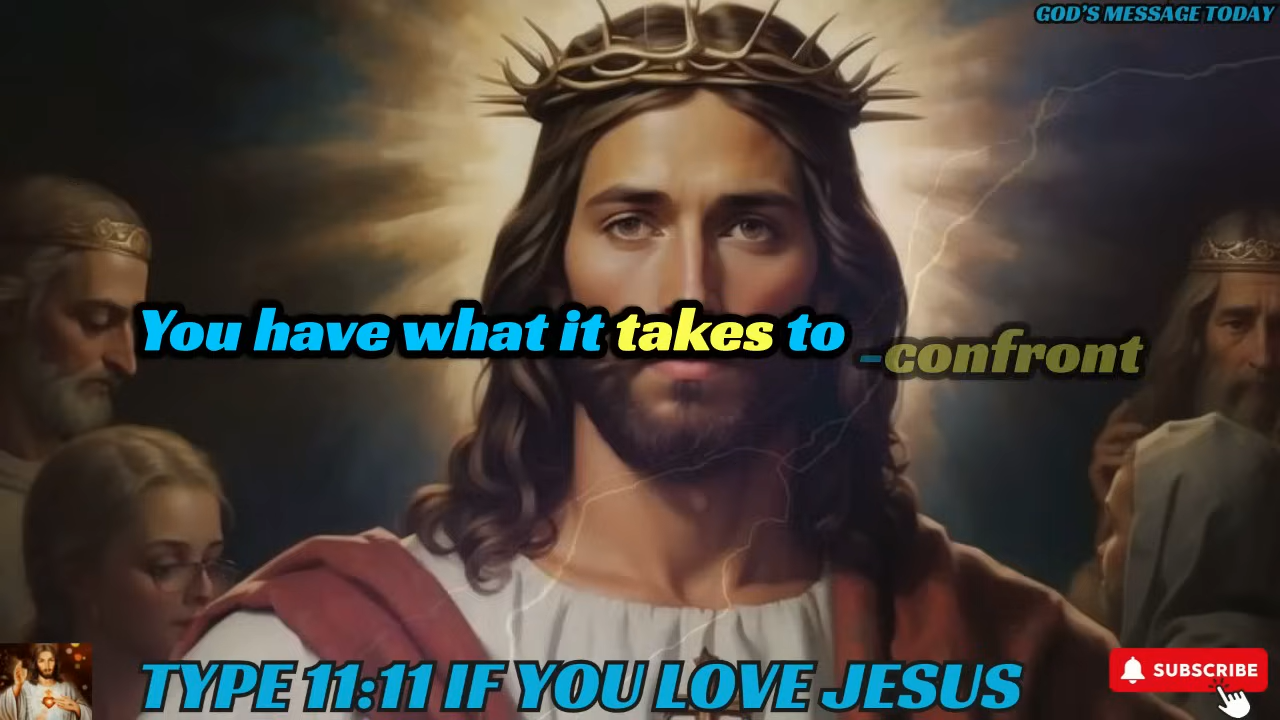 GOD'S MESSAGE TODAY
You have what it takes to -confront
TYPE 11:11 IF YOU LOVE JESUS
SUBSCRIBE